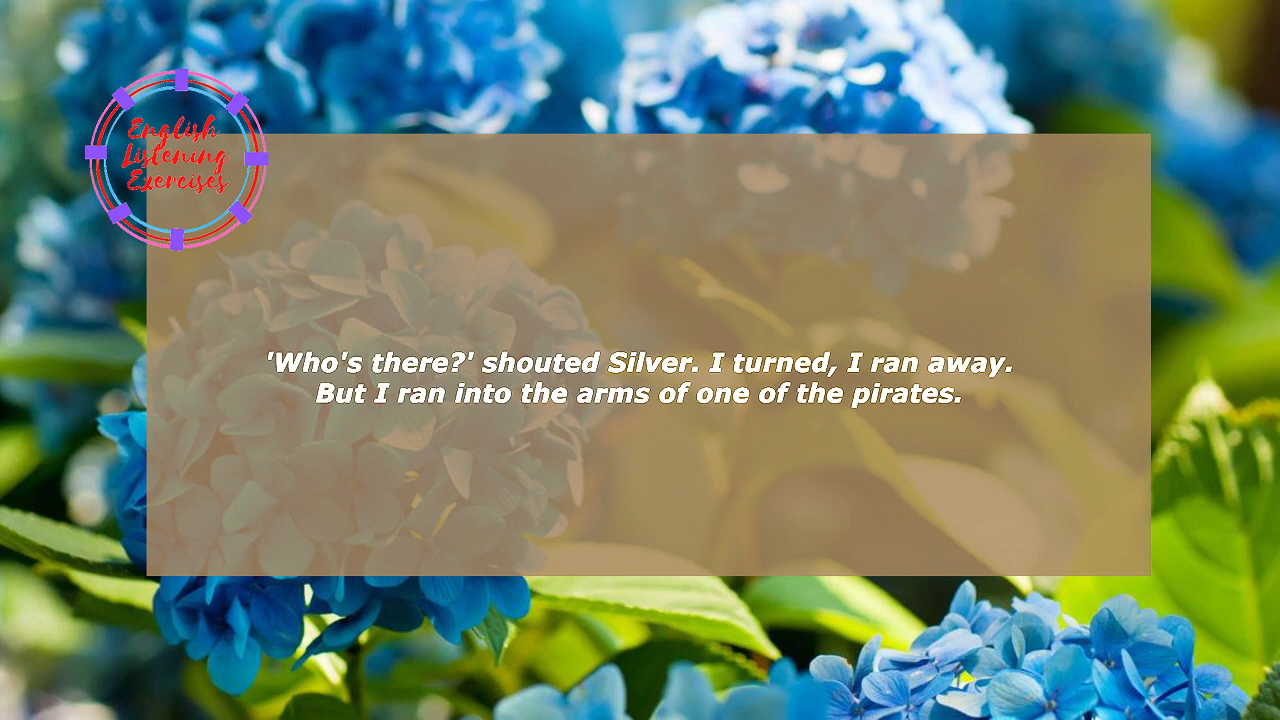 English
Listening
Exercises
'Who's there?' shouted Silver. I turned, I ran away.
But I ran into the arms of one of the pirates.